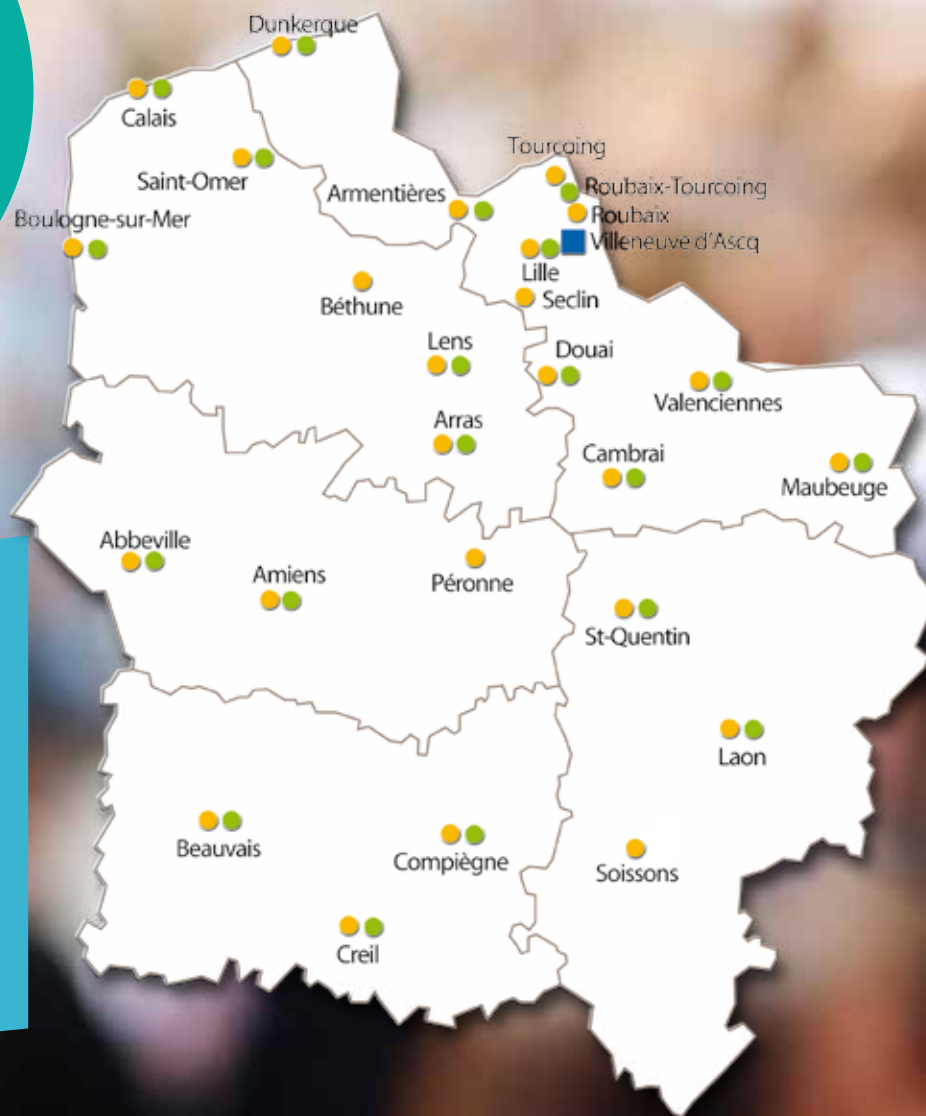 Dunkerque
Calais
Tourcoing
Saint-Omer
Armentières
Roubaix-Tourcoing
Boulogne-sur-Mer
Roubaix
Villeneuve d'Ascq
Lille
Béthune
Seclin
Lens
Douai
Valenciennes
Arras
Cambrai
Maubeuge
Abbeville
Amiens
Péronne
St-Quentin
Laon
Beauvais
Compiègne
Soissons
Creil